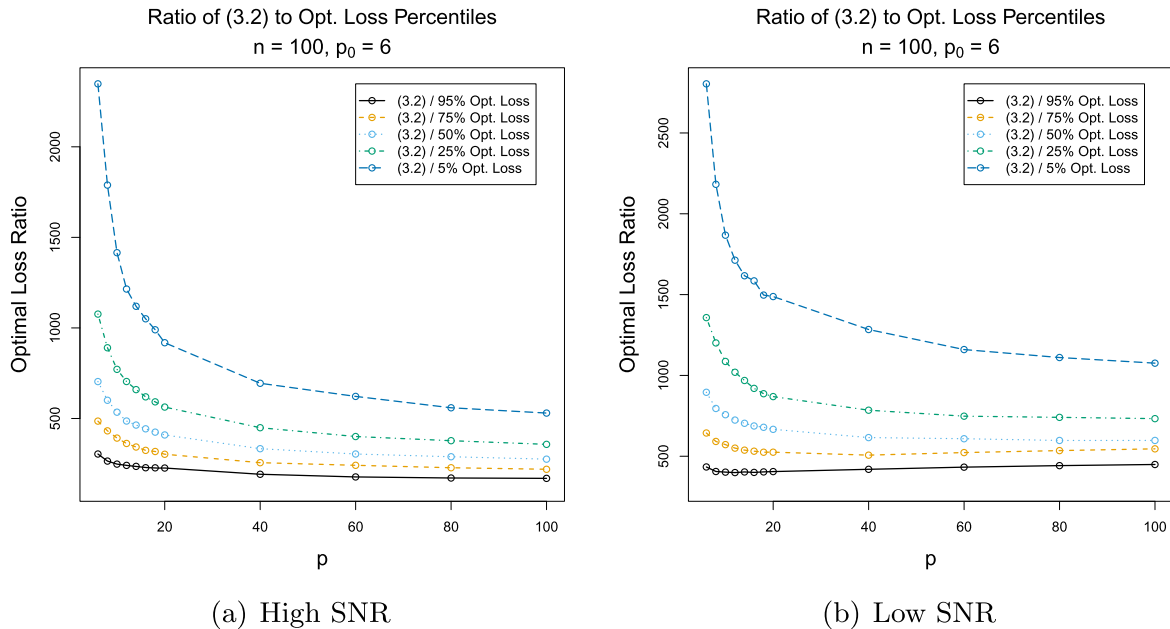 Ratio of (3.2) to Opt. Loss Percentiles
n = 100, p₀ = 6
Optimal Loss Ratio
2000
1500
1000
500
(3.2) / 95% Opt. Loss
(3.2) / 75% Opt. Loss
(3.2) / 50% Opt. Loss
(3.2) / 25% Opt. Loss
(3.2) / 5% Opt. Loss
20 40 60 80 100
p
(a) High SNR
Ratio of (3.2) to Opt. Loss Percentiles
n = 100, p₀ = 6
Optimal Loss Ratio
2500
2000
1500
1000
500
(3.2) / 95% Opt. Loss
(3.2) / 75% Opt. Loss
(3.2) / 50% Opt. Loss
(3.2) / 25% Opt. Loss
(3.2) / 5% Opt. Loss
20 40 60 80 100
p
(b) Low SNR